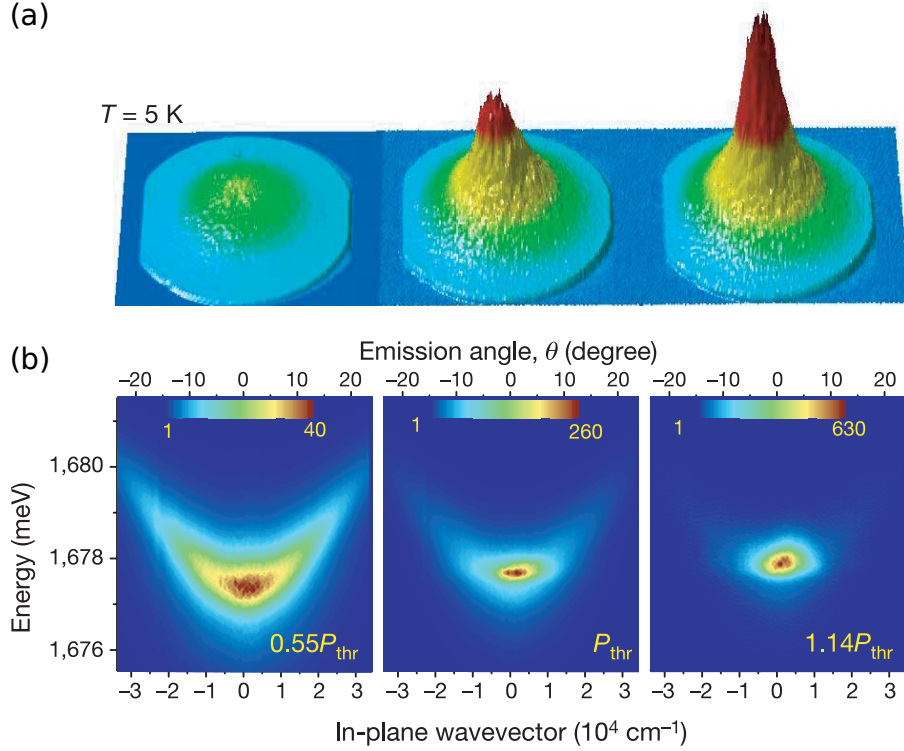 (a)
T = 5 K
(b)
Emission angle, θ (degree)
–20 –10 0 10 20 –20 –10 0 10 20 –20 –10 0 10 20
1 40 1 260 1 630
1,680
1,678
1,676
Energy (meV)
0.55Pthr Pthr 1.14Pthr
–3 –2 –1 0 1 2 3 –3 –2 –1 0 1 2 3 –3 –2 –1 0 1 2 3
In-plane wavevector (10⁴ cm⁻¹)